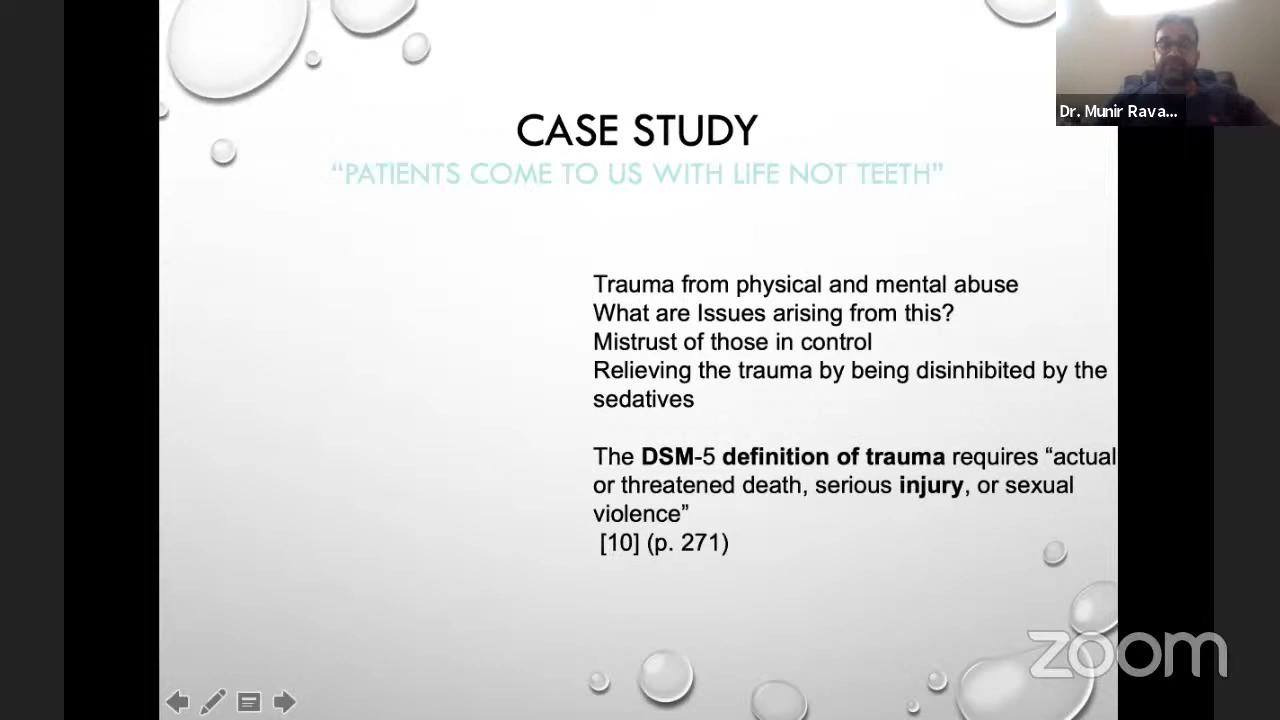 CASE STUDY
“PATIENTS COME TO US WITH LIFE NOT TEETH”
Dr. Munir Rava...
Trauma from physical and mental abuse
What are Issues arising from this?
Mistrust of those in control
Relieving the trauma by being disinhibited by the
sedatives
The DSM-5 definition of trauma requires “actual
or threatened death, serious injury, or sexual
violence”
[10] (p. 271)
zoom